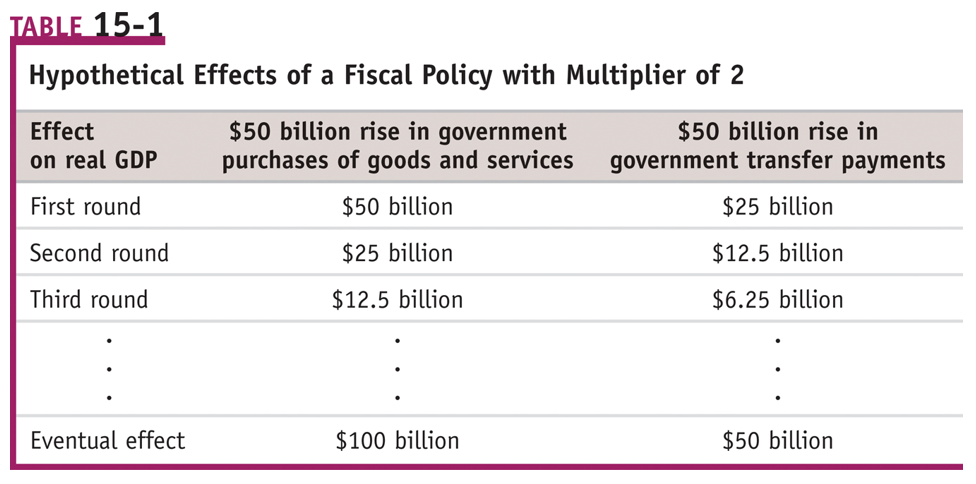 TABLE 15-1
Hypothetical Effects of a Fiscal Policy with Multiplier of 2
Effect on real GDP
$50 billion rise in government purchases of goods and services
$50 billion rise in government transfer payments
First round $50 billion $25 billion
Second round $25 billion $12.5 billion
Third round $12.5 billion $6.25 billion
. . .
. . .
. . .
Eventual effect $100 billion $50 billion